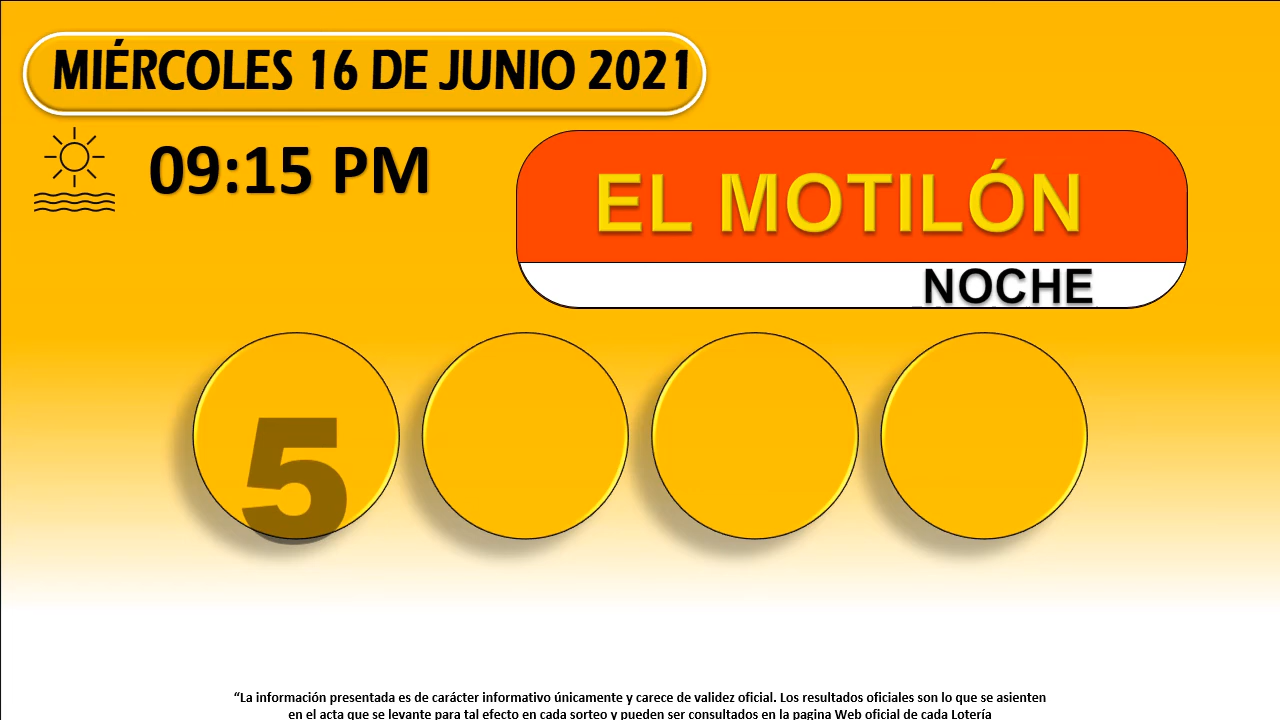 MIÉRCOLES 16 DE JUNIO 2021
09:15 PM
EL MOTILÓN
NOCHE
5
“La información presentada es de carácter informativo únicamente y carece de validez oficial. Los resultados oficiales son lo que se asienten
en el acta que se levante para tal efecto en cada sorteo y pueden ser consultados en la pagina Web oficial de cada Lotería